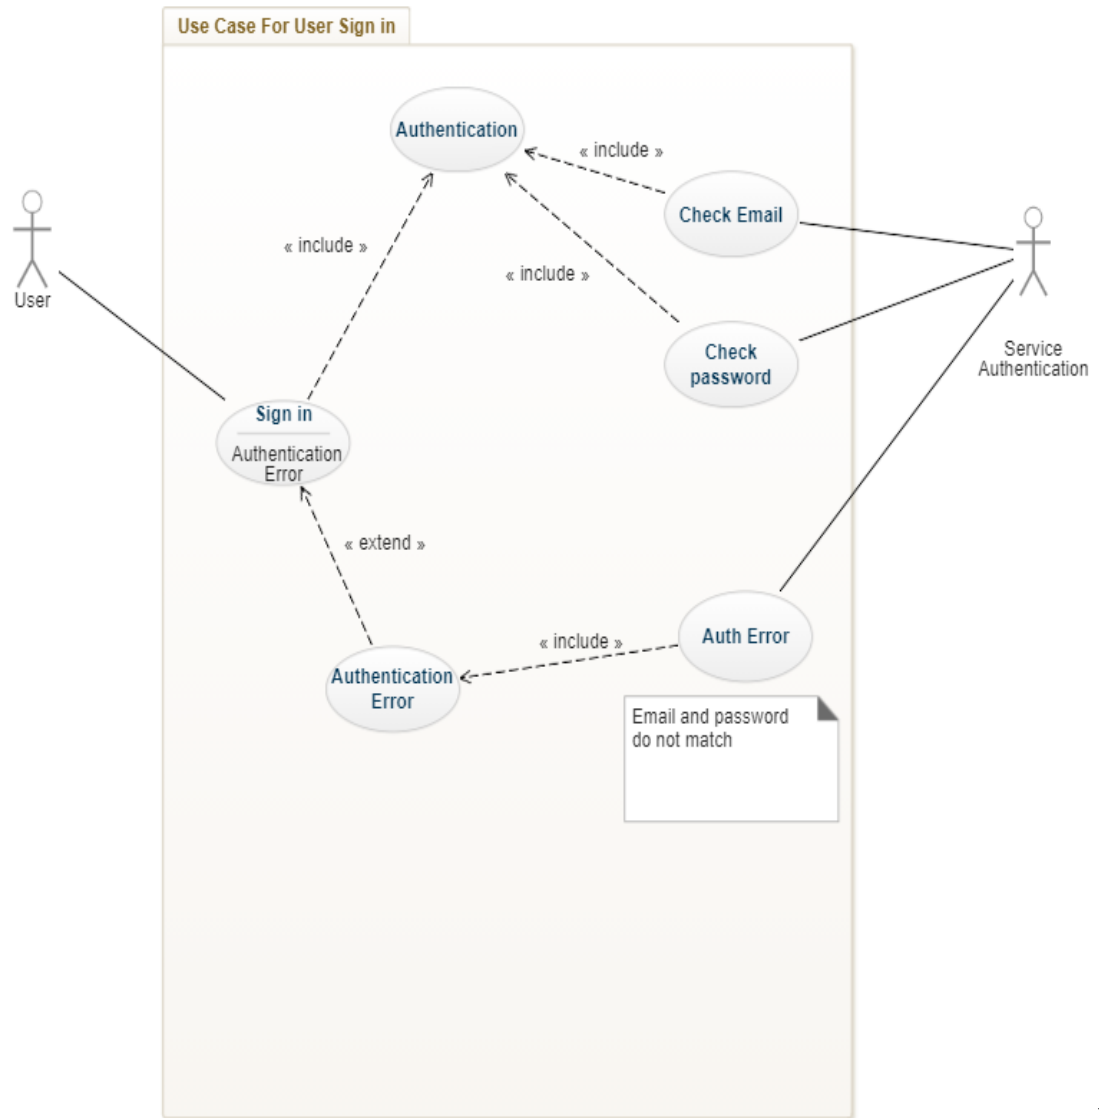 Use Case For User Sign in
Authentication
« include »
Check Email
« include »
« include »
User
Check
password
Service
Authentication
Sign in
Authentication
Error
« extend »
« include »
Auth Error
Authentication
Error
Email and password
do not match